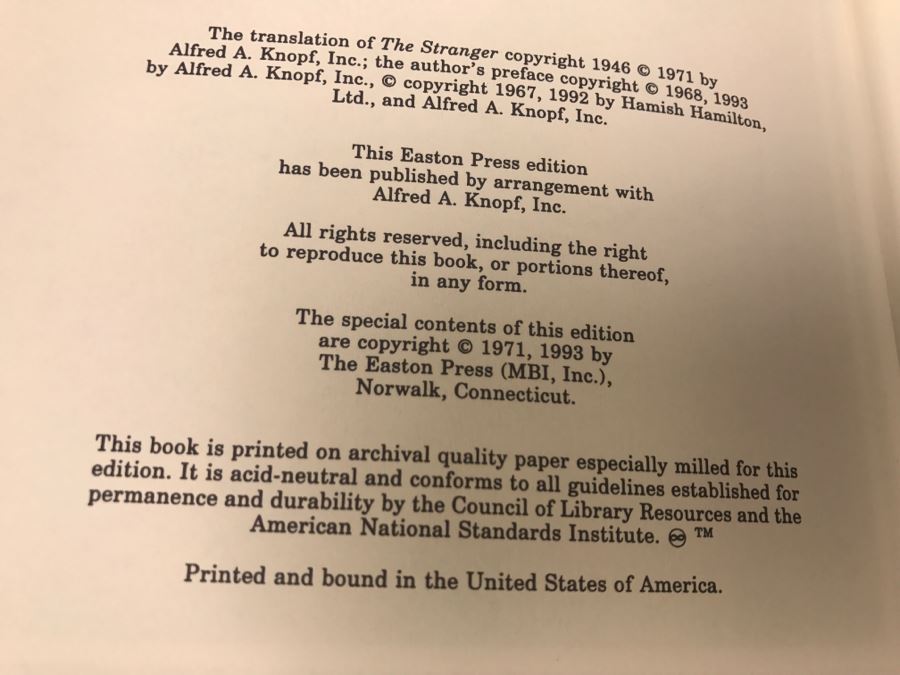 The translation of The Stranger copyright 1946 © 1971 by
Alfred A. Knopf, Inc.; the author's preface copyright © 1968, 1993
by Alfred A. Knopf, Inc., © copyright 1967, 1992 by Hamish Hamilton,
Ltd., and Alfred A. Knopf, Inc.
This Easton Press edition
has been published by arrangement with
Alfred A. Knopf, Inc.
All rights reserved, including the right
to reproduce this book, or portions thereof,
in any form.
The special contents of this edition
are copyright © 1971, 1993 by
The Easton Press (MBI, Inc.),
Norwalk, Connecticut.
This book is printed on archival quality paper especially milled for this
edition. It is acid-neutral and conforms to all guidelines established for
permanence and durability by the Council of Library Resources and the
American National Standards Institute. ♾ ™
Printed and bound in the United States of America.